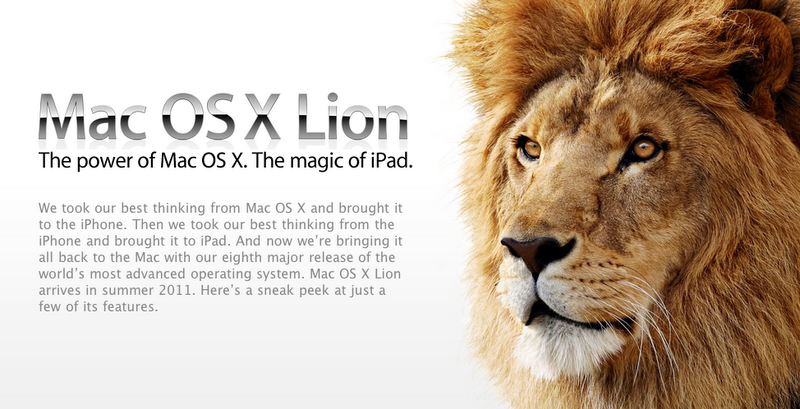 Mac OS X Lion
The power of Mac OS X. The magic of iPad.
We took our best thinking from Mac OS X and brought it
to the iPhone. Then we took our best thinking from the
iPhone and brought it to iPad. And now we’re bringing it
all back to the Mac with our eighth major release of the
world’s most advanced operating system. Mac OS X Lion
arrives in summer 2011. Here’s a sneak peek at just a
few of its features.